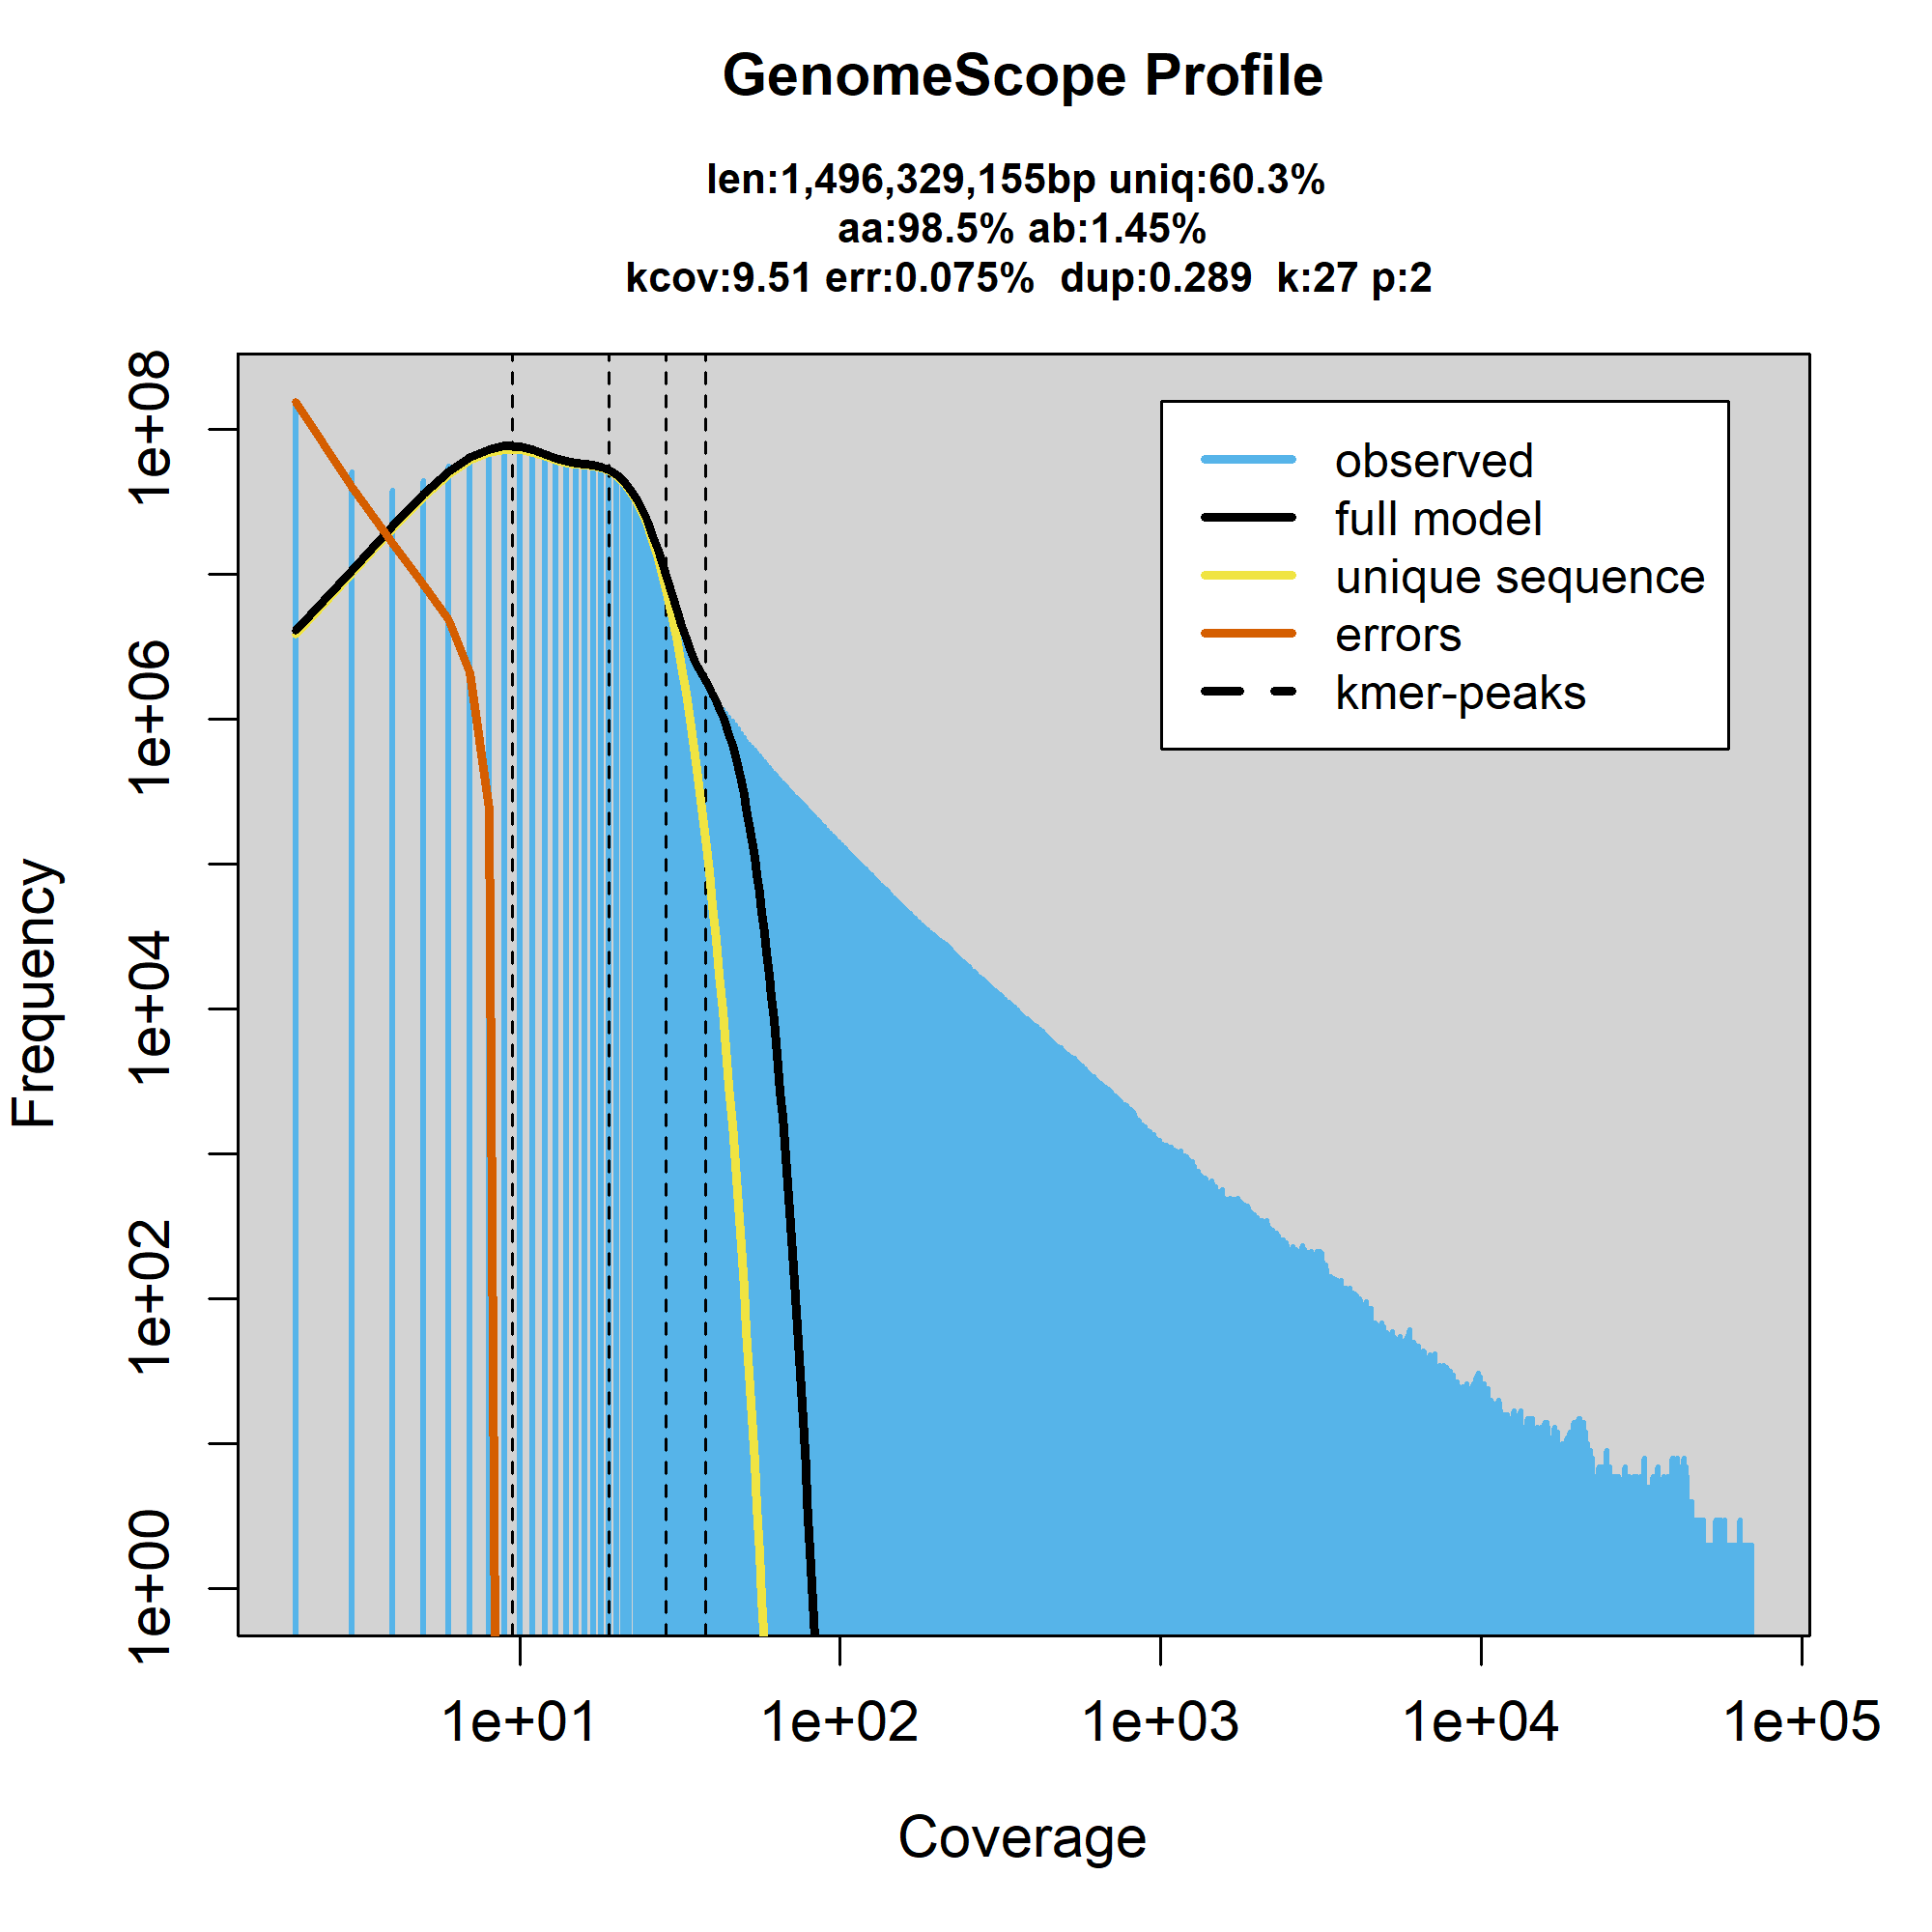 GenomeScope Profile
len:1,496,329,155bp uniq:60.3%
aa:98.5% ab:1.45%
kcov:9.51 err:0.075% dup:0.289 k:27 p:2
observed
full model
unique sequence
errors
kmer-peaks
Frequency
1e+08
1e+06
1e+04
1e+02
1e+00
1e+01 1e+02 1e+03 1e+04 1e+05
Coverage